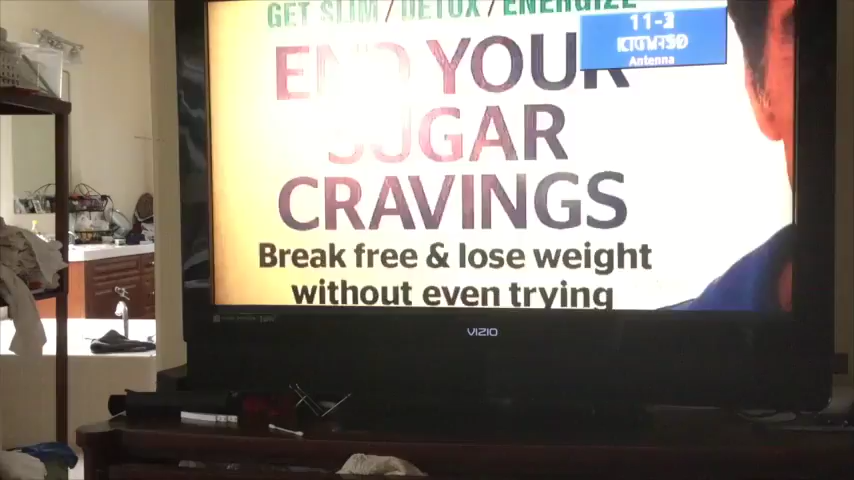 GET SLIM / DETOX / ENERGIZE
11-3
Antenna
END YOUR
SUGAR
CRAVINGS
Break free & lose weight
without even trying
VIZIO